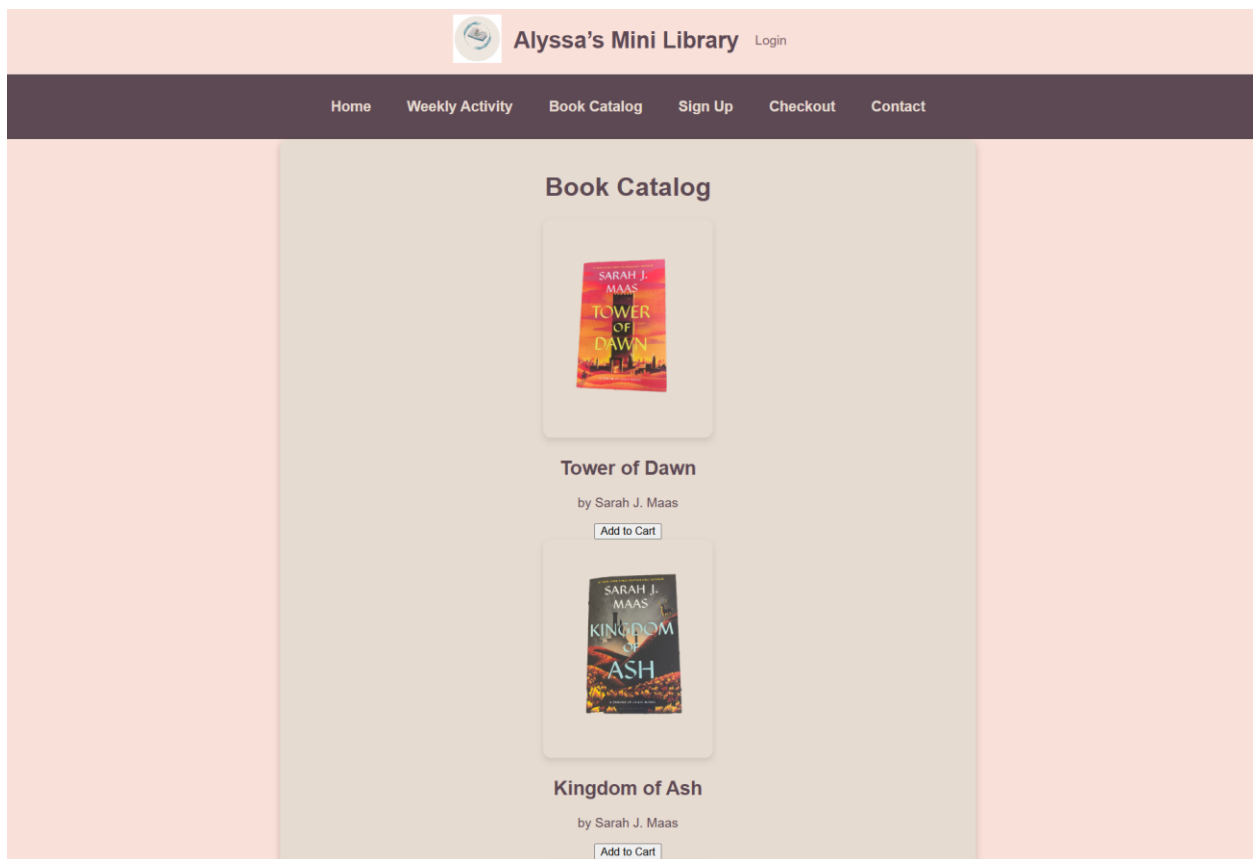 Alyssa’s Mini Library Login
Home Weekly Activity Book Catalog Sign Up Checkout Contact
Book Catalog
SARAH J.
MAAS
TOWER
OF
DAWN
Tower of Dawn
by Sarah J. Maas
Add to Cart
SARAH J.
MAAS
KINGDOM
OF
ASH
Kingdom of Ash
by Sarah J. Maas
Add to Cart